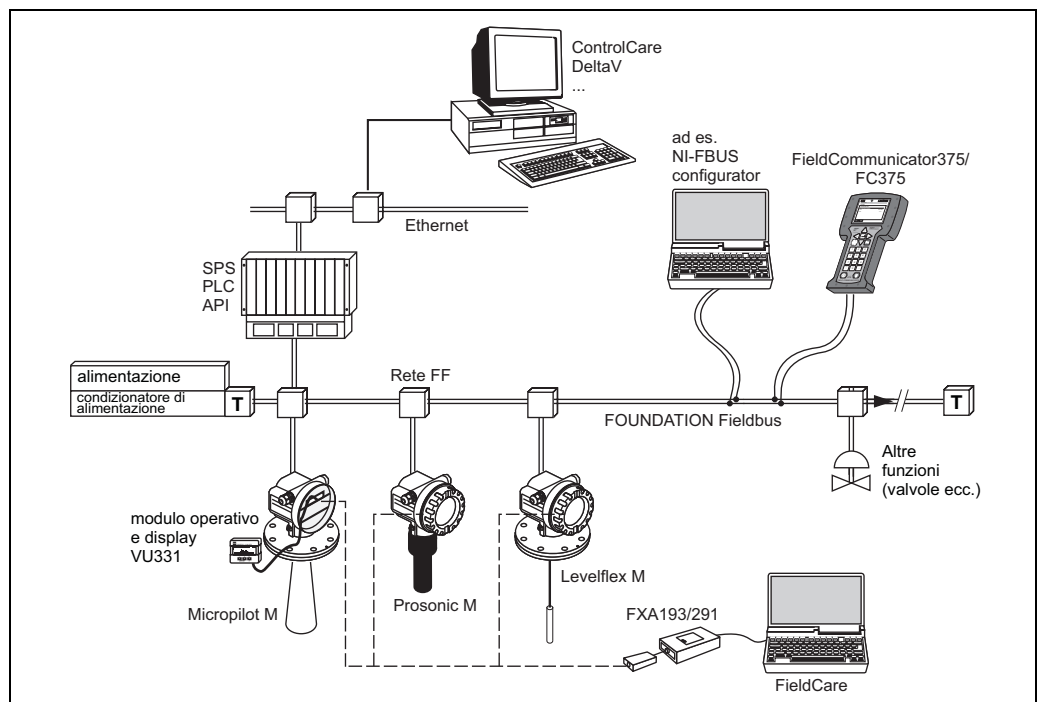 ControlCare
DeltaV
...
ad es.
NI-FBUS
configurator
FieldCommunicator375/
FC375
Ethernet
SPS
PLC
API
alimentazione
condizionatore di
alimentazione
T
Rete FF
FOUNDATION Fieldbus
T
Altre
funzioni
(valvole ecc.)
modulo operativo
e display
VU331
Micropilot M
Prosonic M
Levelflex M
FXA193/291
FieldCare